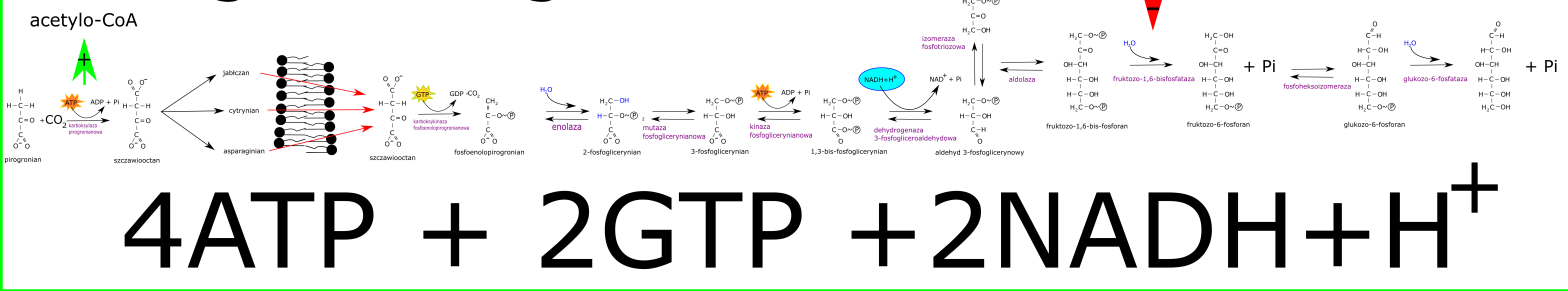 acetylo-CoA
+
ATP
ADP + Pi
+CO2
karboksylaza
pirogronianowa
pirogronian
szczawiooctan
jabłczan
cytrynian
asparaginian
szczawiooctan
GTP
GDP +CO2
karboksykinaza
fosfoenolopirogronianowa
fosfoenolopirogronian
H2O
enolaza
2-fosfoglicerynian
mutaza
fosfoglicerynianowa
3-fosfoglicerynian
ATP
ADP + Pi
kinaza
fosfoglicerynianowa
1,3-bis-fosfoglicerynian
NADH+H+
NAD+ + Pi
dehydrogenaza
3-fosfogliceroaldehydowa
aldehyd 3-fosfoglicerynowy
izomeraza
fosfotriozowa
aldolaza
fruktozo-1,6-bis-fosforan
H2O
fruktozo-1,6-bisfosfataza
fruktozo-6-fosforan
+ Pi
fosfoheksoizomeraza
glukozo-6-fosforan
H2O
glukozo-6-fosfataza
+ Pi
4ATP + 2GTP +2NADH+H+